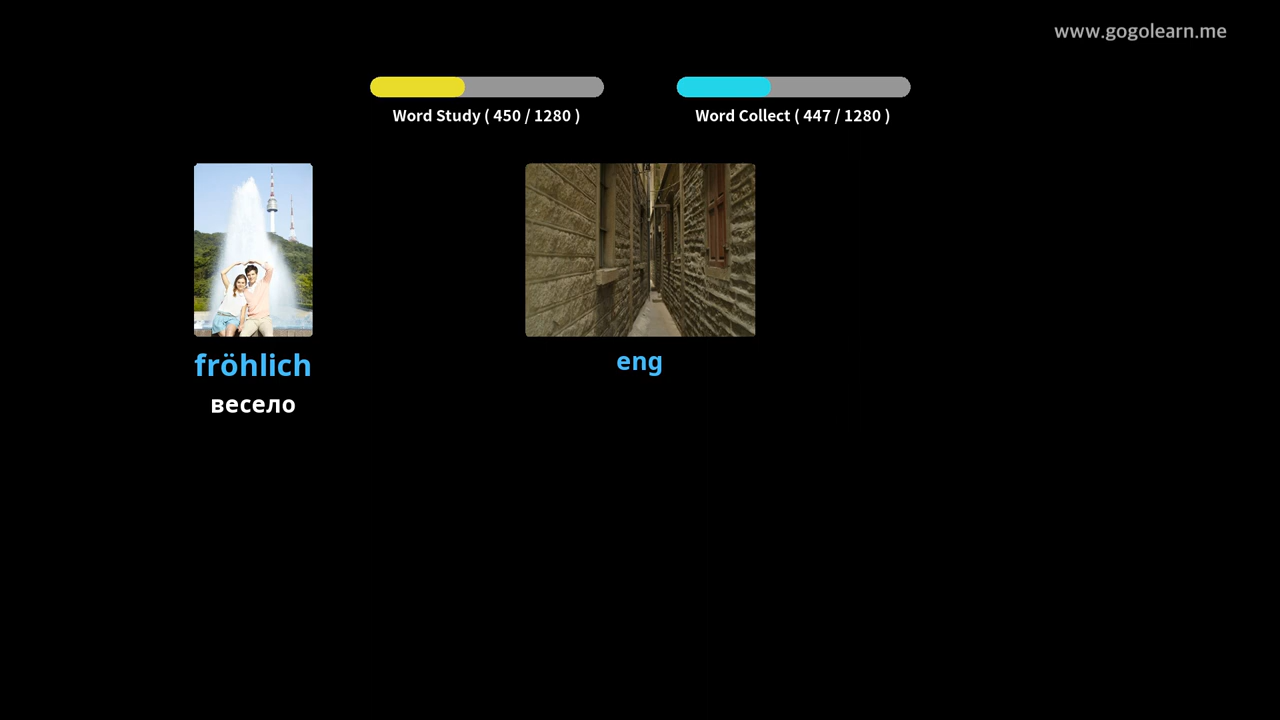 www.gogolearn.me
Word Study ( 450 / 1280 )
Word Collect ( 447 / 1280 )
fröhlich
весело
eng